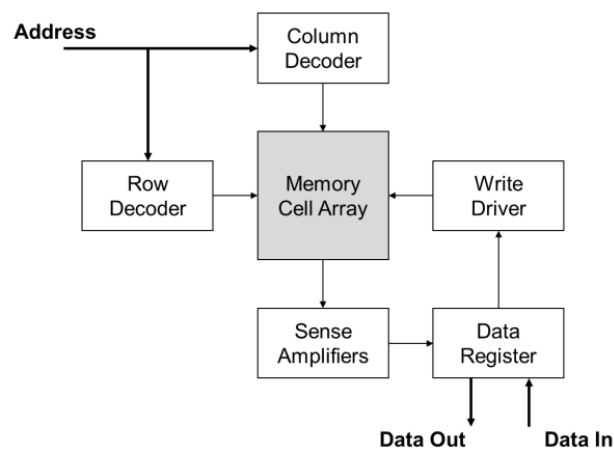 Address
Column
Decoder
Row
Decoder
Memory
Cell Array
Write
Driver
Sense
Amplifiers
Data
Register
Data Out
Data In